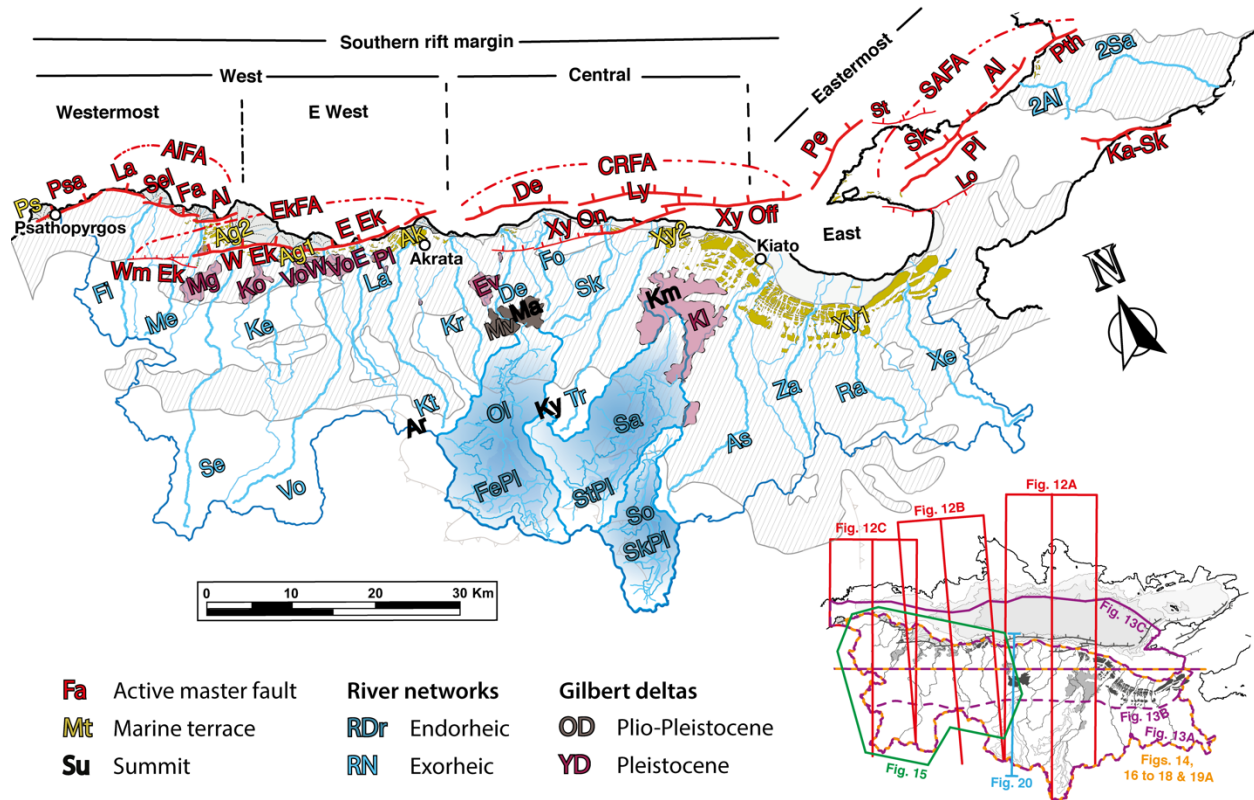 Southern rift margin
West
Central
Eastermost
Westermost
E West
Psa
La
AlFA
Sel
Fa
Al
Ps
Psathopyrgos
EkFA
Ag2
Wm Ek
W Ek
Ag1
E Ek
Ak
Akrata
De
CRFA
Ly
Xy On
Xy Off
Xy2
Kiato
East
Pe
St
SAFA
Sk
Pl
Al
Pth
2Sa
2Al
Lo
Ka-Sk
N
Mg
Ko
VoW
VoE
Pl
La
Ev
De
Ma
Mv
Fo
Sk
Km
Kl
Xy1
Fi
Me
Ke
Kr
Kt
Ar
Se
Vo
Ol
FePl
Ky
Tr
Sa
StPl
So
SkPl
As
Za
Ra
Xe
0 10 20 30 Km
Fa Active master fault
Mt Marine terrace
Su Summit
River networks
RDr Endorheic
RN Exorheic
Gilbert deltas
OD Plio-Pleistocene
YD Pleistocene
Fig. 12A
Fig. 12B
Fig. 12C
Fig. 13C
Fig. 13B
Fig. 13A
Fig. 15
Fig. 20
Figs. 14,
16 to 18 & 19A